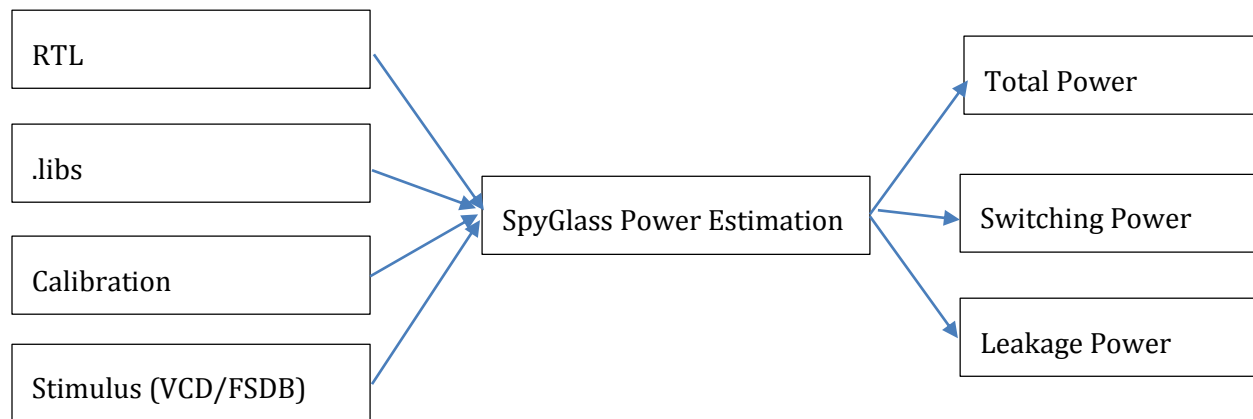 RTL
.libs
Calibration
Stimulus (VCD/FSDB)
SpyGlass Power Estimation
Total Power
Switching Power
Leakage Power